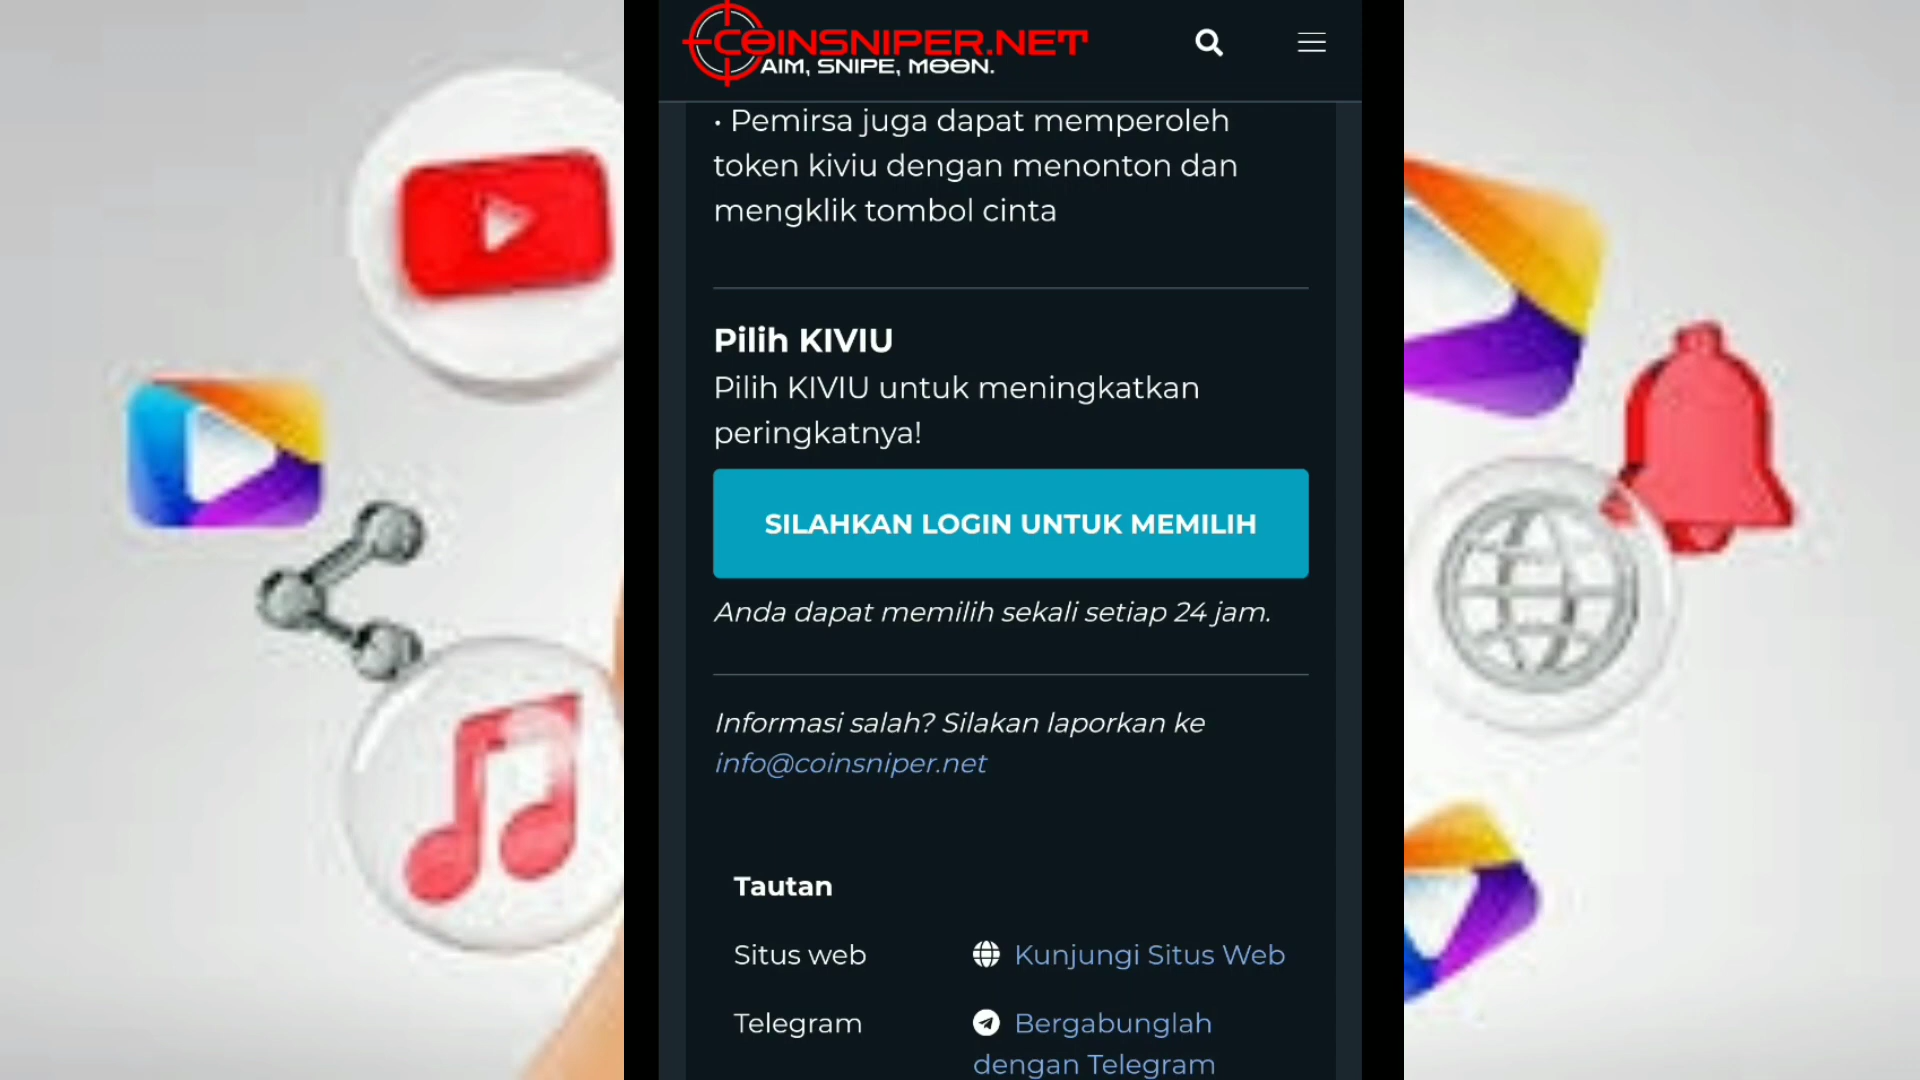 COINSNIPER.NET
AIM, SNIPE, MOON.
• Pemirsa juga dapat memperoleh
token kiviu dengan menonton dan
mengklik tombol cinta
Pilih KIVIU
Pilih KIVIU untuk meningkatkan
peringkatnya!
SILAHKAN LOGIN UNTUK MEMILIH
Anda dapat memilih sekali setiap 24 jam.
Informasi salah? Silakan laporkan ke
info@coinsniper.net
Tautan
Situs web Kunjungi Situs Web
Telegram Bergabunglah
dengan Telegram